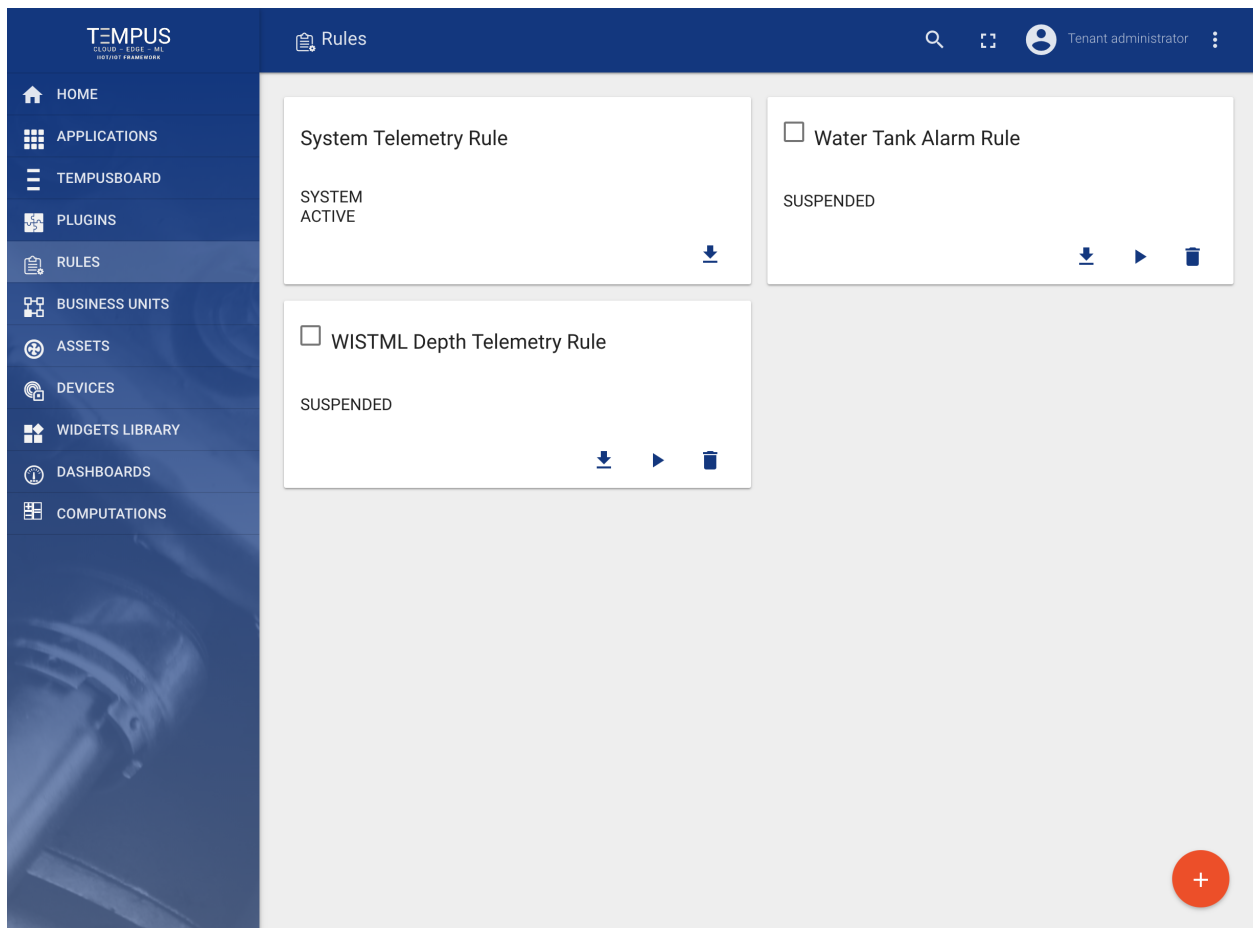 TEMPUS
CLOUD – EDGE – ML
IIOT/IOT FRAMEWORK
Rules
Tenant administrator
HOME
APPLICATIONS
TEMPUSBOARD
PLUGINS
RULES
BUSINESS UNITS
ASSETS
DEVICES
WIDGETS LIBRARY
DASHBOARDS
COMPUTATIONS
System Telemetry Rule
SYSTEM
ACTIVE
Water Tank Alarm Rule
SUSPENDED
WISTML Depth Telemetry Rule
SUSPENDED